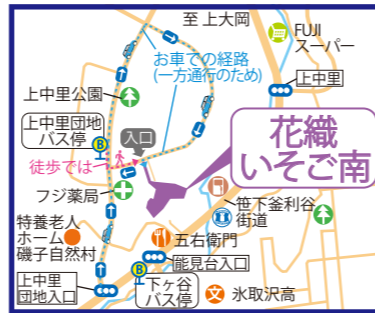 至 上大岡
FUJI
スーパー
お車での経路
(一方通行のため)
上中里
上中里公園
上中里団地
バス停
B
入口
徒歩では
花織
いそご南
フジ薬局
笹下釜利谷
街道
特養老人
ホーム
磯子自然村
五右衛門
能見台入口
上中里
団地入口
B
下ヶ谷
バス停
文
氷取沢高